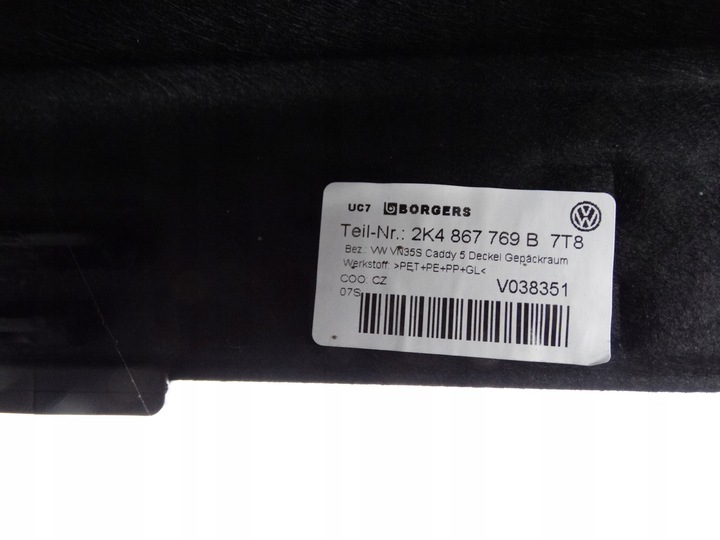 UC7 BORGERS
Teil-Nr.: 2K4 867 769 B 7T8
Bez.: VW VN35S Caddy 5 Deckel Gepäckraum
Werkstoff: >PET+PE+PP+GL<
COO: CZ
V038351
07S